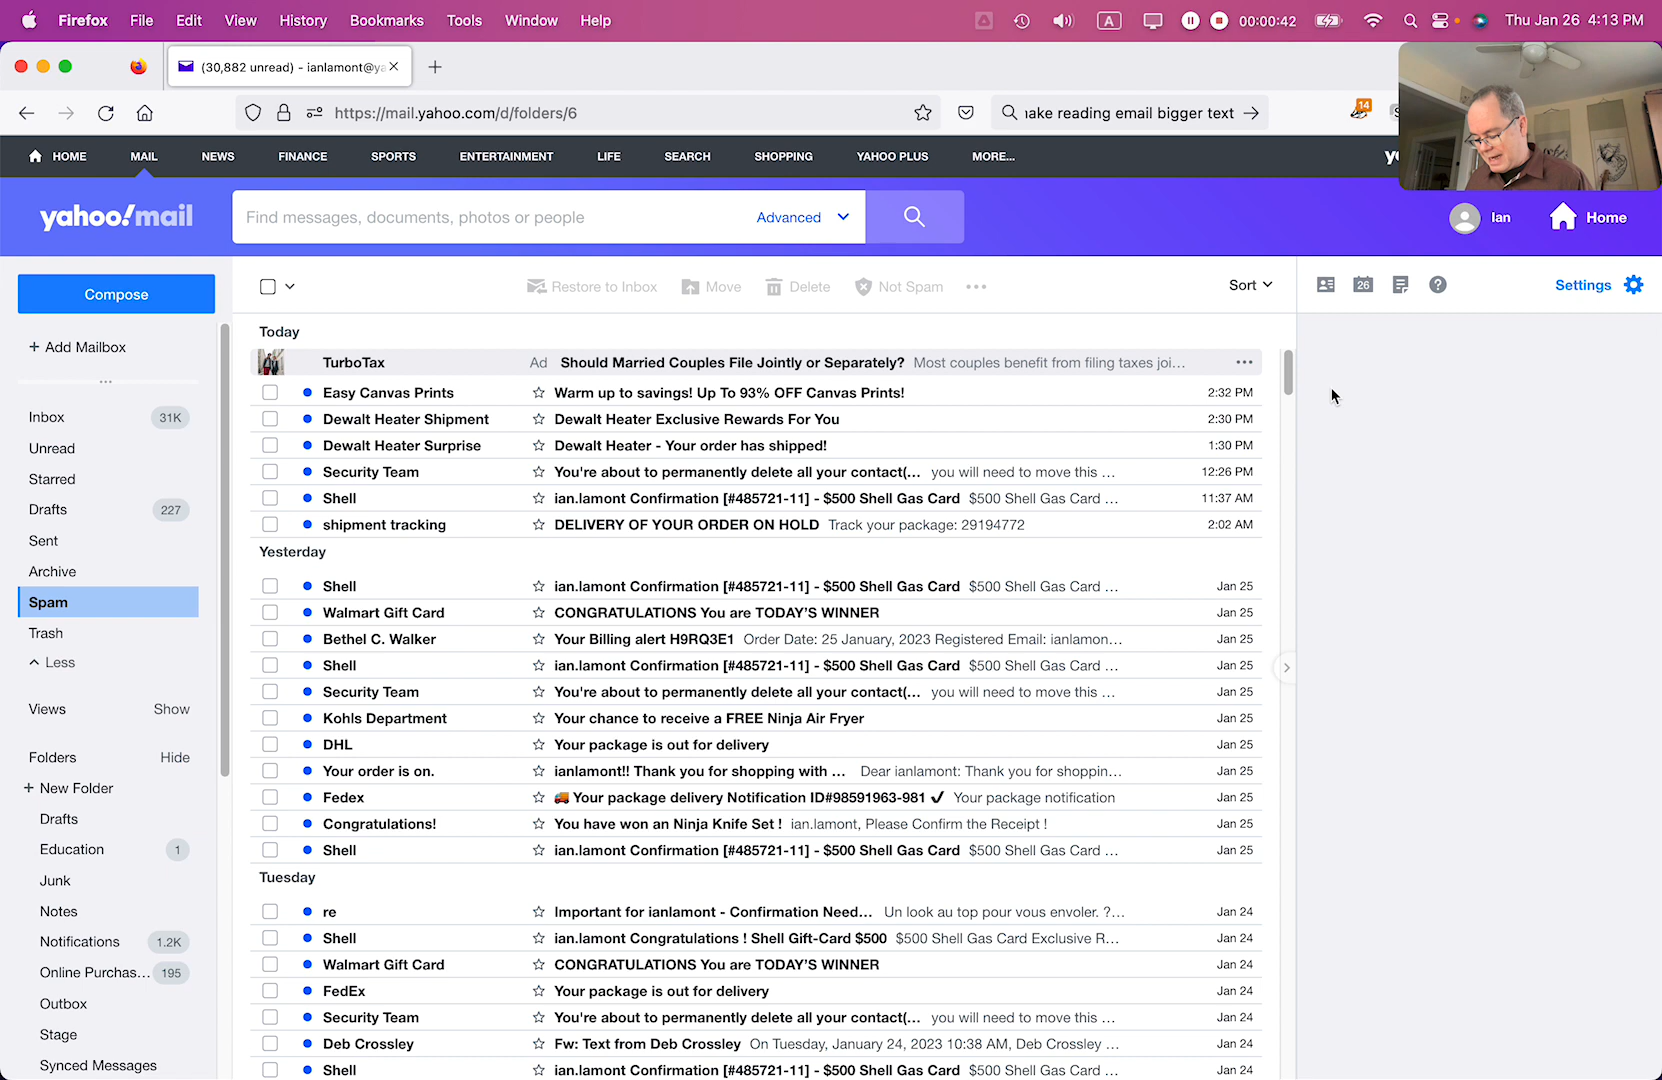 Firefox File Edit View History Bookmarks Tools Window Help A 00:00:42 Thu Jan 26 4:13 PM
(30,882 unread) - ianlamont@ya
https://mail.yahoo.com/d/folders/6 ake reading email bigger text 14
HOME MAIL NEWS FINANCE SPORTS ENTERTAINMENT LIFE SEARCH SHOPPING YAHOO PLUS MORE...
yahoo!mail Find messages, documents, photos or people Advanced Ian Home
Compose Restore to Inbox Move Delete Not Spam ••• Sort 26 ? Settings
+ Add Mailbox
Inbox 31K
Unread
Starred
Drafts 227
Sent
Archive
Spam
Trash
Less
Views Show
Folders Hide
+ New Folder
Drafts
Education 1
Junk
Notes
Notifications 1.2K
Online Purchas... 195
Outbox
Stage
Synced Messages
Today
TurboTax Ad Should Married Couples File Jointly or Separately? Most couples benefit from filing taxes joi... •••
Easy Canvas Prints Warm up to savings! Up To 93% OFF Canvas Prints! 2:32 PM
Dewalt Heater Shipment Dewalt Heater Exclusive Rewards For You 2:30 PM
Dewalt Heater Surprise Dewalt Heater - Your order has shipped! 1:30 PM
Security Team You're about to permanently delete all your contact(... you will need to move this ... 12:26 PM
Shell ian.lamont Confirmation [#485721-11] - $500 Shell Gas Card $500 Shell Gas Card ... 11:37 AM
shipment tracking DELIVERY OF YOUR ORDER ON HOLD Track your package: 29194772 2:02 AM
Yesterday
Shell ian.lamont Confirmation [#485721-11] - $500 Shell Gas Card $500 Shell Gas Card ... Jan 25
Walmart Gift Card CONGRATULATIONS You are TODAY'S WINNER Jan 25
Bethel C. Walker Your Billing alert H9RQ3E1 Order Date: 25 January, 2023 Registered Email: ianlamon... Jan 25
Shell ian.lamont Confirmation [#485721-11] - $500 Shell Gas Card $500 Shell Gas Card ... Jan 25
Security Team You're about to permanently delete all your contact(... you will need to move this ... Jan 25
Kohls Department Your chance to receive a FREE Ninja Air Fryer Jan 25
DHL Your package is out for delivery Jan 25
Your order is on. ianlamont!! Thank you for shopping with ... Dear ianlamont: Thank you for shoppin... Jan 25
Fedex 🚚 Your package delivery Notification ID#98591963-981 ✔ Your package notification Jan 25
Congratulations! You have won an Ninja Knife Set ! ian.lamont, Please Confirm the Receipt ! Jan 25
Shell ian.lamont Confirmation [#485721-11] - $500 Shell Gas Card $500 Shell Gas Card ... Jan 25
Tuesday
re Important for ianlamont - Confirmation Need... Un look au top pour vous envoler. ?... Jan 24
Shell ian.lamont Congratulations ! Shell Gift-Card $500 $500 Shell Gas Card Exclusive R... Jan 24
Walmart Gift Card CONGRATULATIONS You are TODAY'S WINNER Jan 24
FedEx Your package is out for delivery Jan 24
Security Team You're about to permanently delete all your contact(... you will need to move this ... Jan 24
Deb Crossley Fw: Text from Deb Crossley On Tuesday, January 24, 2023 10:38 AM, Deb Crossley ... Jan 24
Shell ian.lamont Confirmation [#485721-11] - $500 Shell Gas Card $500 Shell Gas Card ... Jan 24